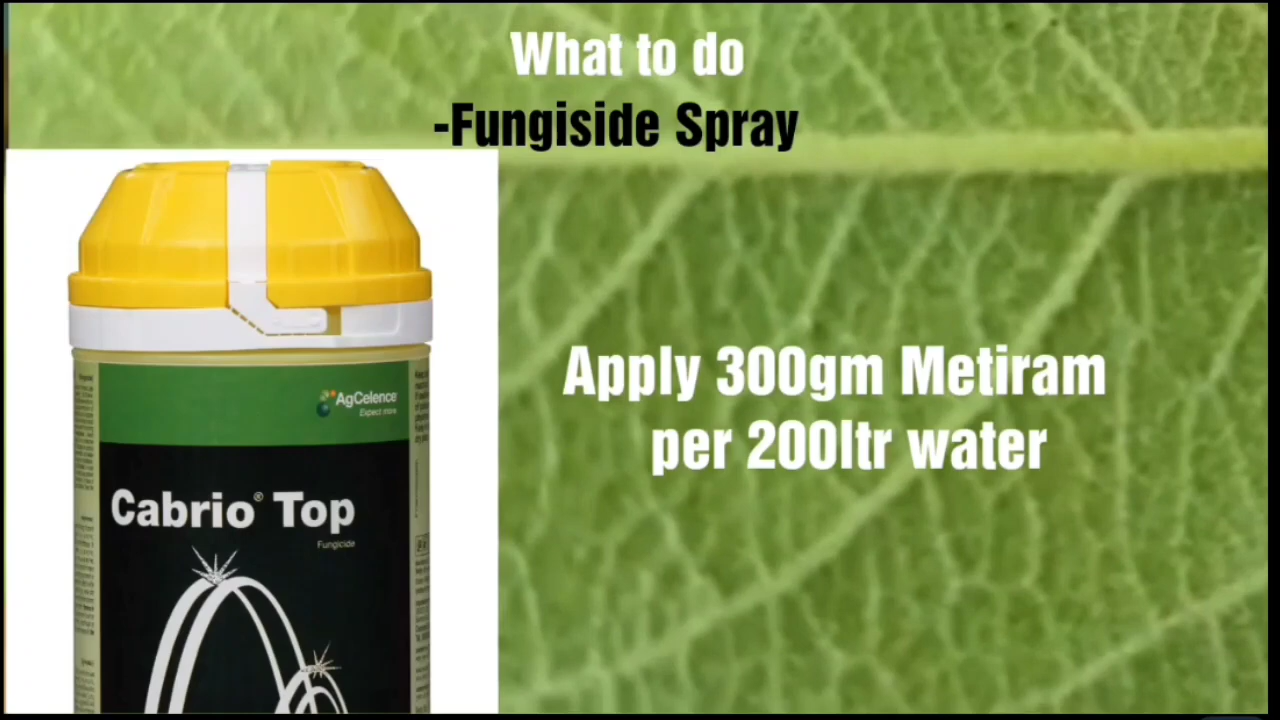 What to do
-Fungiside Spray
AgCelence
Expect more
Cabrio® Top
Fungicide
Apply 300gm Metiram
per 200ltr water